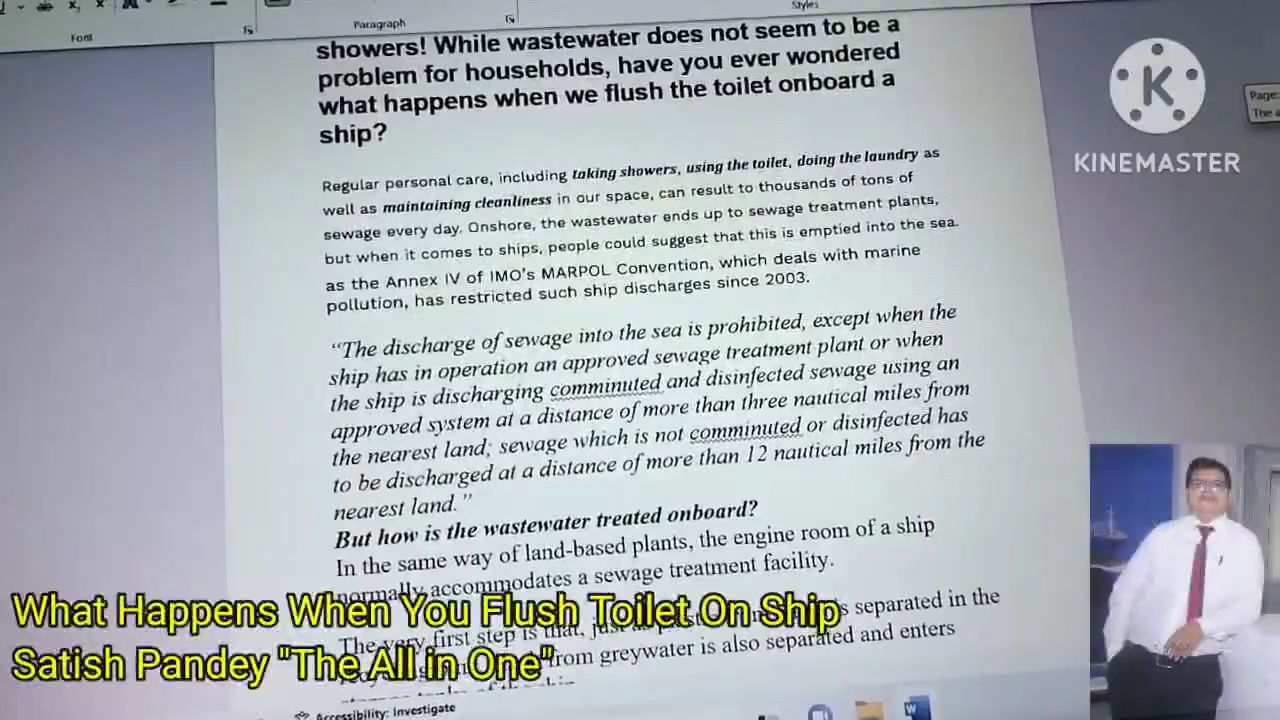 Font
Paragraph
Styles
showers! While wastewater does not seem to be a
problem for households, have you ever wondered
what happens when we flush the toilet onboard a
ship?
Regular personal care, including taking showers, using the toilet, doing the laundry as
well as maintaining cleanliness in our space, can result to thousands of tons of
sewage every day. Onshore, the wastewater ends up to sewage treatment plants,
but when it comes to ships, people could suggest that this is emptied into the sea.
as the Annex IV of IMO's MARPOL Convention, which deals with marine
pollution, has restricted such ship discharges since 2003.
“The discharge of sewage into the sea is prohibited, except when the
ship has in operation an approved sewage treatment plant or when
the ship is discharging comminuted and disinfected sewage using an
approved system at a distance of more than three nautical miles from
the nearest land; sewage which is not comminuted or disinfected has
to be discharged at a distance of more than 12 nautical miles from the
nearest land.”
But how is the wastewater treated onboard?
In the same way of land-based plants, the engine room of a ship
normally accommodates a sewage treatment facility.
The very first step is that, just as separated in the
from greywater is also separated and enters
Accessibility: Investigate
Page:
The
K
KINEMASTER
What Happens When You Flush Toilet On Ship
Satish Pandey "The All in One"
W